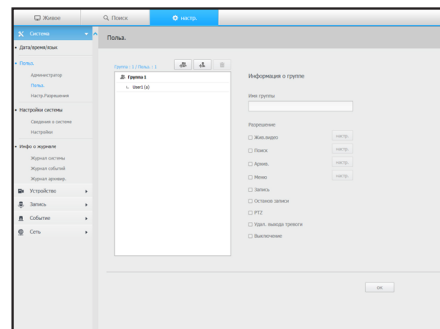 Живое
Поиск
настр.
Система
Польз.
Дата/время/язык
Польз.
Администратор
Польз.
Настр.Разрешения
Настройки системы
Сведения о системе
Настройки
Инфо о журнале
Журнал системы
Журнал событий
Журнал архивир.
Устройство
Запись
Событие
Сеть
Группа : 1 / Польз. : 1
Группа 1
User1 (a)
Информация о группе
Имя группы
Разрешение
Жив.видео настр.
Поиск настр.
Архив. настр.
Меню настр.
Запись
Останов записи
PTZ
Удал. вывода тревоги
Выключение
OK